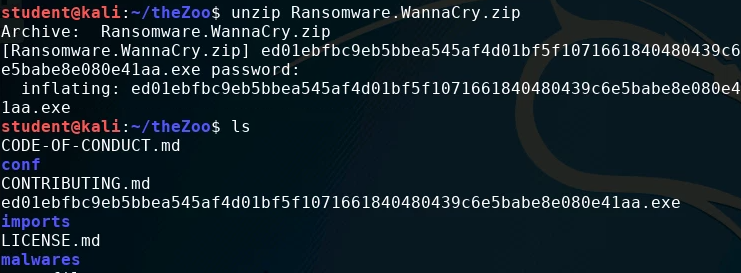 student@kali:~/theZoo$ unzip Ransomware.WannaCry.zip
Archive:  Ransomware.WannaCry.zip
[Ransomware.WannaCry.zip] ed01ebfbc9eb5bbea545af4d01bf5f1071661840480439c6
e5babe8e080e41aa.exe password:
  inflating: ed01ebfbc9eb5bbea545af4d01bf5f1071661840480439c6e5babe8e080e4
1aa.exe
student@kali:~/theZoo$ ls
CODE-OF-CONDUCT.md
conf
CONTRIBUTING.md
ed01ebfbc9eb5bbea545af4d01bf5f1071661840480439c6e5babe8e080e41aa.exe
imports
LICENSE.md
malwares